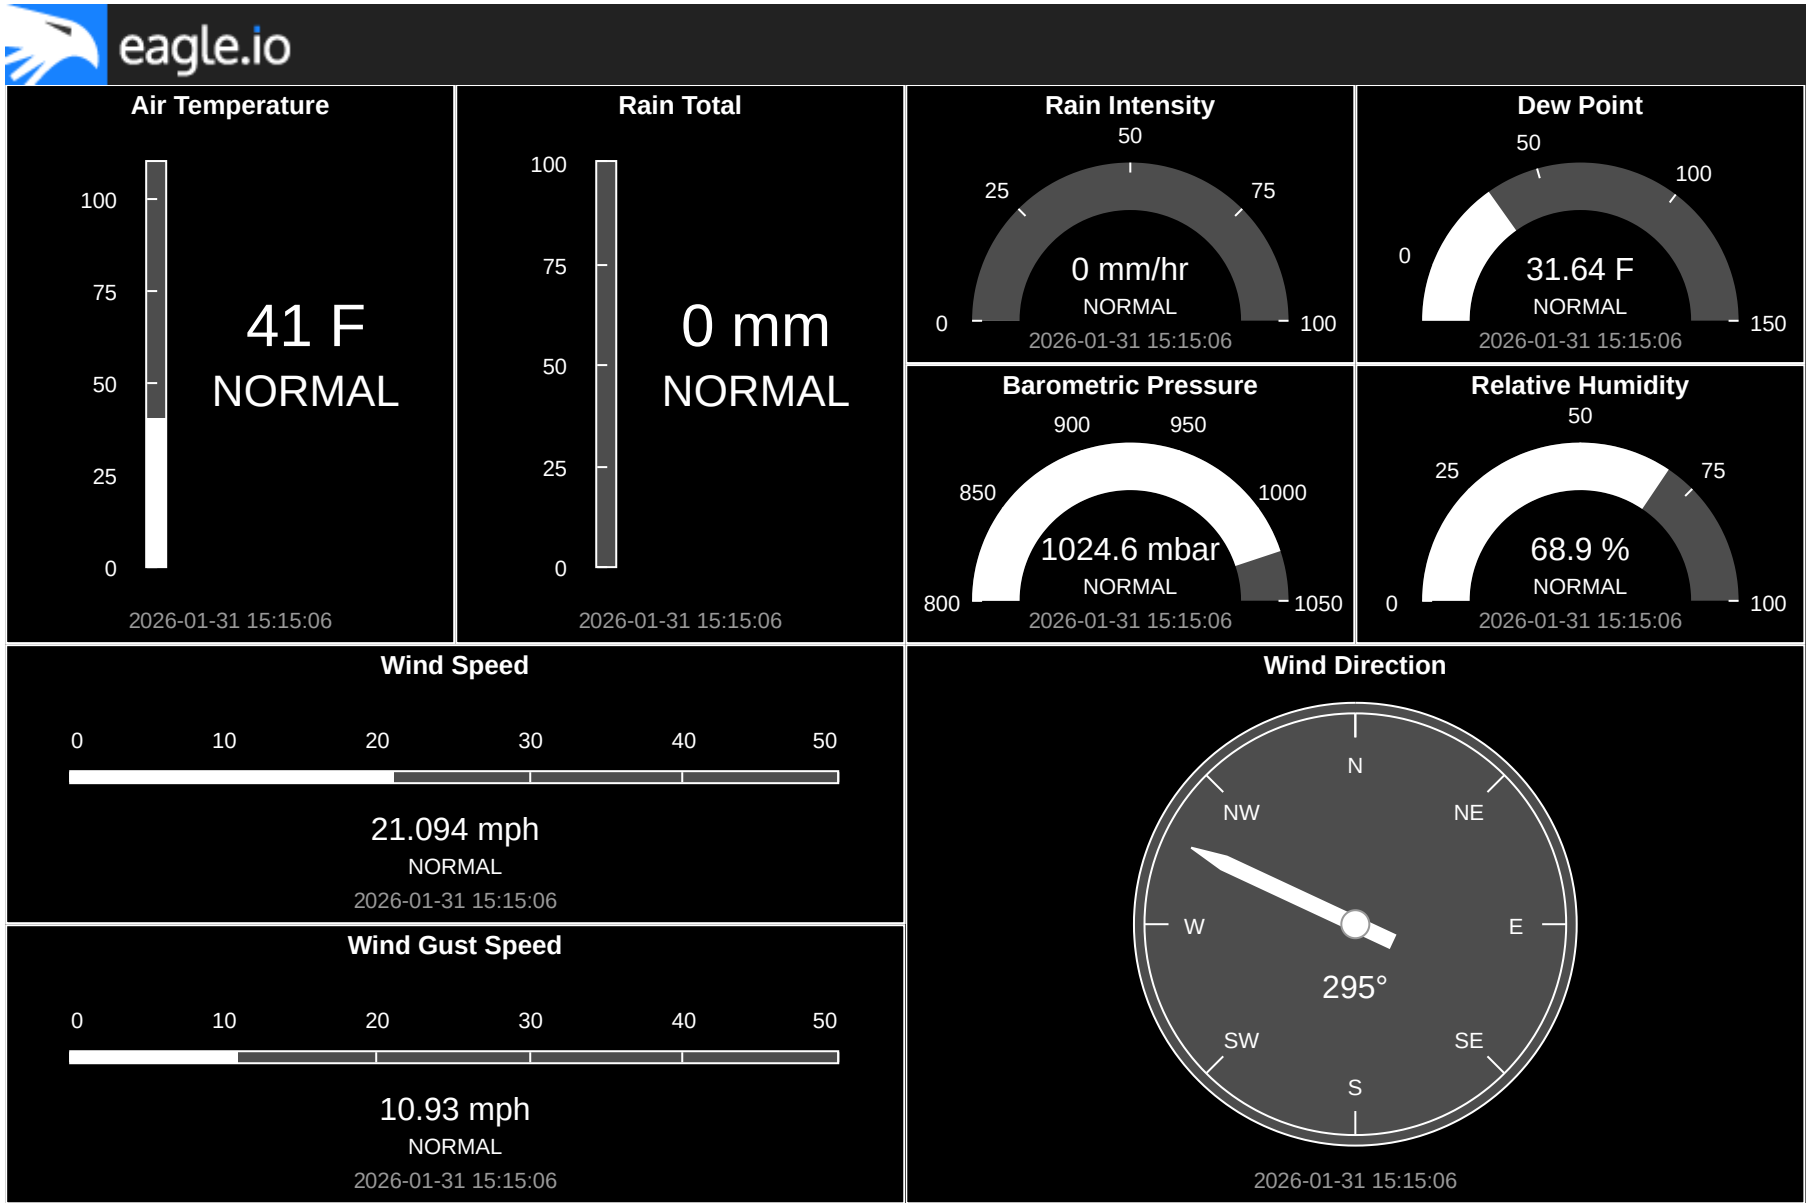 eagle.io
Air Temperature
100
75
50
25
0
41 F
NORMAL
2026-01-31 15:15:06
Rain Total
100
75
50
25
0
0 mm
NORMAL
2026-01-31 15:15:06
Rain Intensity
50
25
75
0
100
0 mm/hr
NORMAL
2026-01-31 15:15:06
Dew Point
50
100
0
150
31.64 F
NORMAL
2026-01-31 15:15:06
Barometric Pressure
900
950
850
1000
800
1050
1024.6 mbar
NORMAL
2026-01-31 15:15:06
Relative Humidity
50
25
75
0
100
68.9 %
NORMAL
2026-01-31 15:15:06
Wind Speed
0 10 20 30 40 50
21.094 mph
NORMAL
2026-01-31 15:15:06
Wind Gust Speed
0 10 20 30 40 50
10.93 mph
NORMAL
2026-01-31 15:15:06
Wind Direction
N
NW
NE
W
E
295°
SW
SE
S
2026-01-31 15:15:06